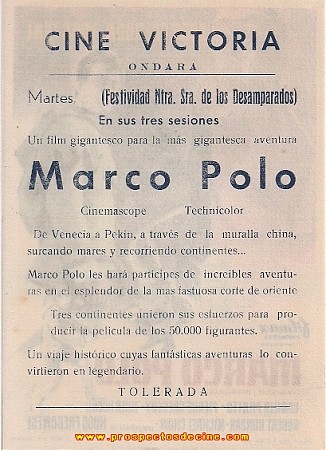 CINE VICTORIA
ONDARA
Martes, (Festividad Ntra. Sra. de los Desamparados)
En sus tres sesiones
Un film gigantesco para la más gigantesca aventura
Marco Polo
Cinemascope Technicolor
De Venecia a Pekín, a través de la muralla china,
surcando mares y recorriendo continentes...
Marco Polo les hará partícipes de increibles aventu-
ras en el esplendor de la mas fastuosa corte de oriente
Tres continentes unieron sus esfuerzos para pro-
ducir la película de los 50.000 figurantes.
Un viaje histórico cuyas fantásticas aventuras lo con-
virtieron en legendario.
TOLERADA
www.prospectosdecine.com